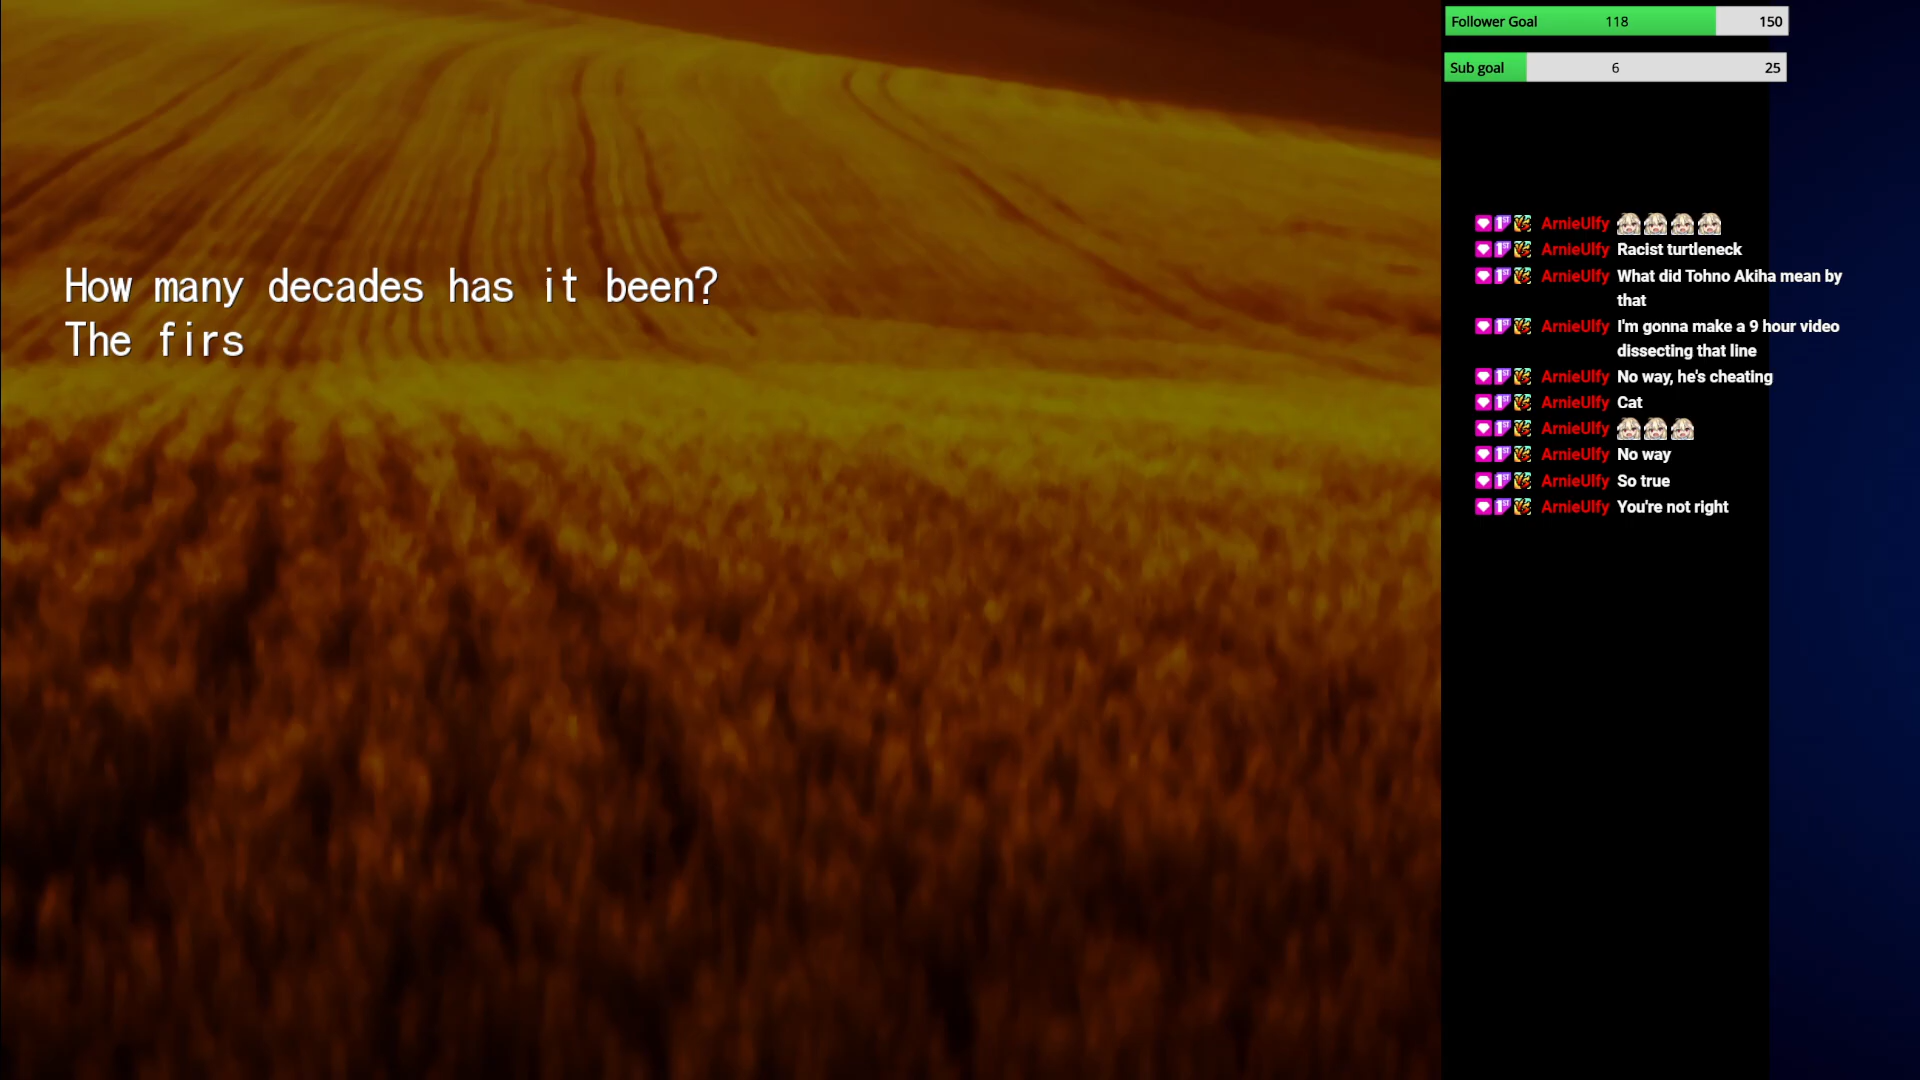 Follower Goal 118 150
Sub goal 6 25
How many decades has it been?
The firs
ArnieUlfy
ArnieUlfy Racist turtleneck
ArnieUlfy What did Tohno Akiha mean by
that
ArnieUlfy I'm gonna make a 9 hour video
dissecting that line
ArnieUlfy No way, he's cheating
ArnieUlfy Cat
ArnieUlfy
ArnieUlfy No way
ArnieUlfy So true
ArnieUlfy You're not right